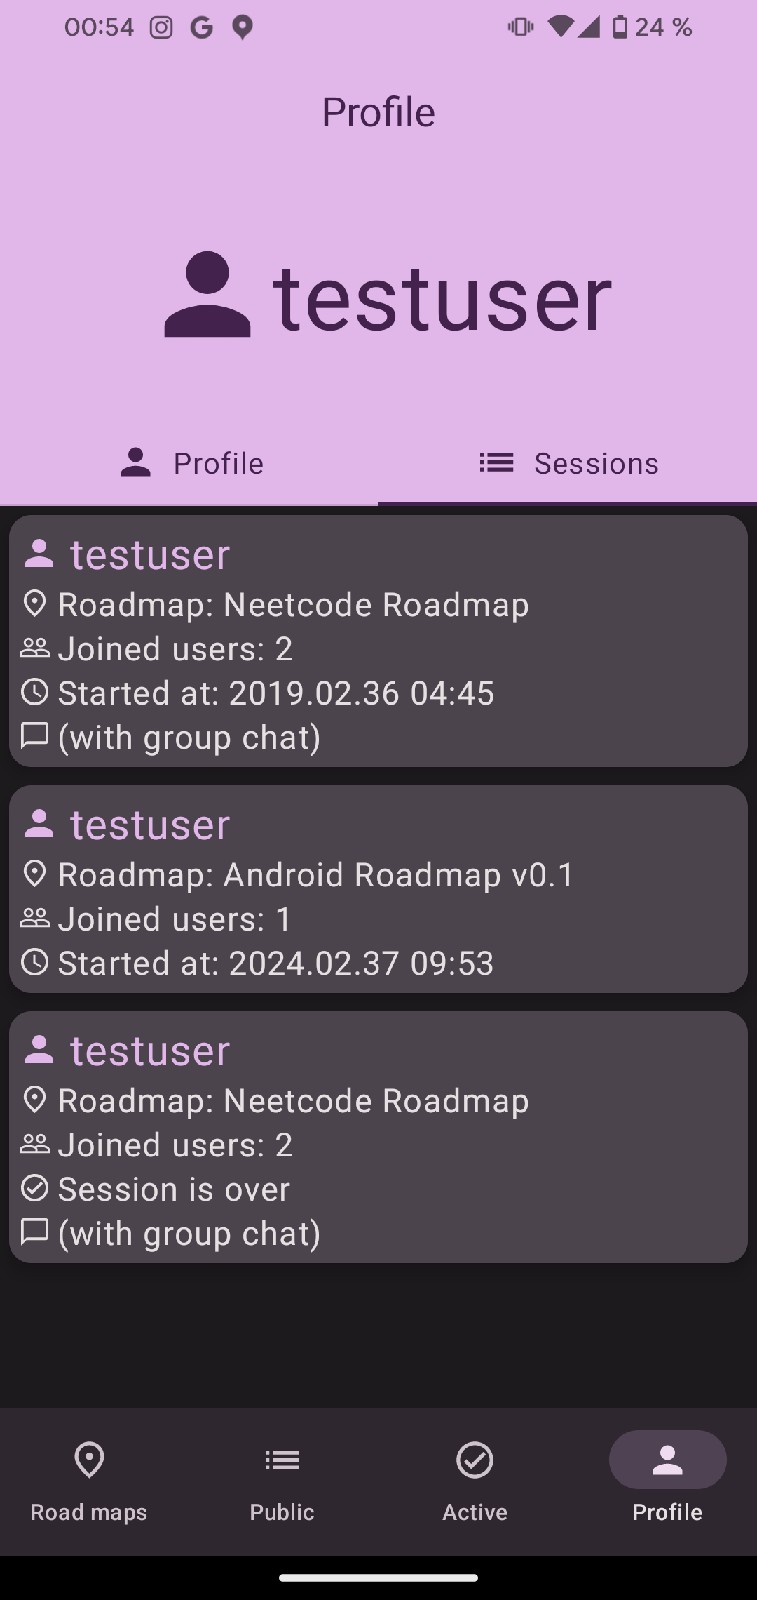 00:54
24 %
Profile
testuser
Profile
Sessions
testuser
Roadmap: Neetcode Roadmap
Joined users: 2
Started at: 2019.02.36 04:45
(with group chat)
testuser
Roadmap: Android Roadmap v0.1
Joined users: 1
Started at: 2024.02.37 09:53
testuser
Roadmap: Neetcode Roadmap
Joined users: 2
Session is over
(with group chat)
Road maps
Public
Active
Profile